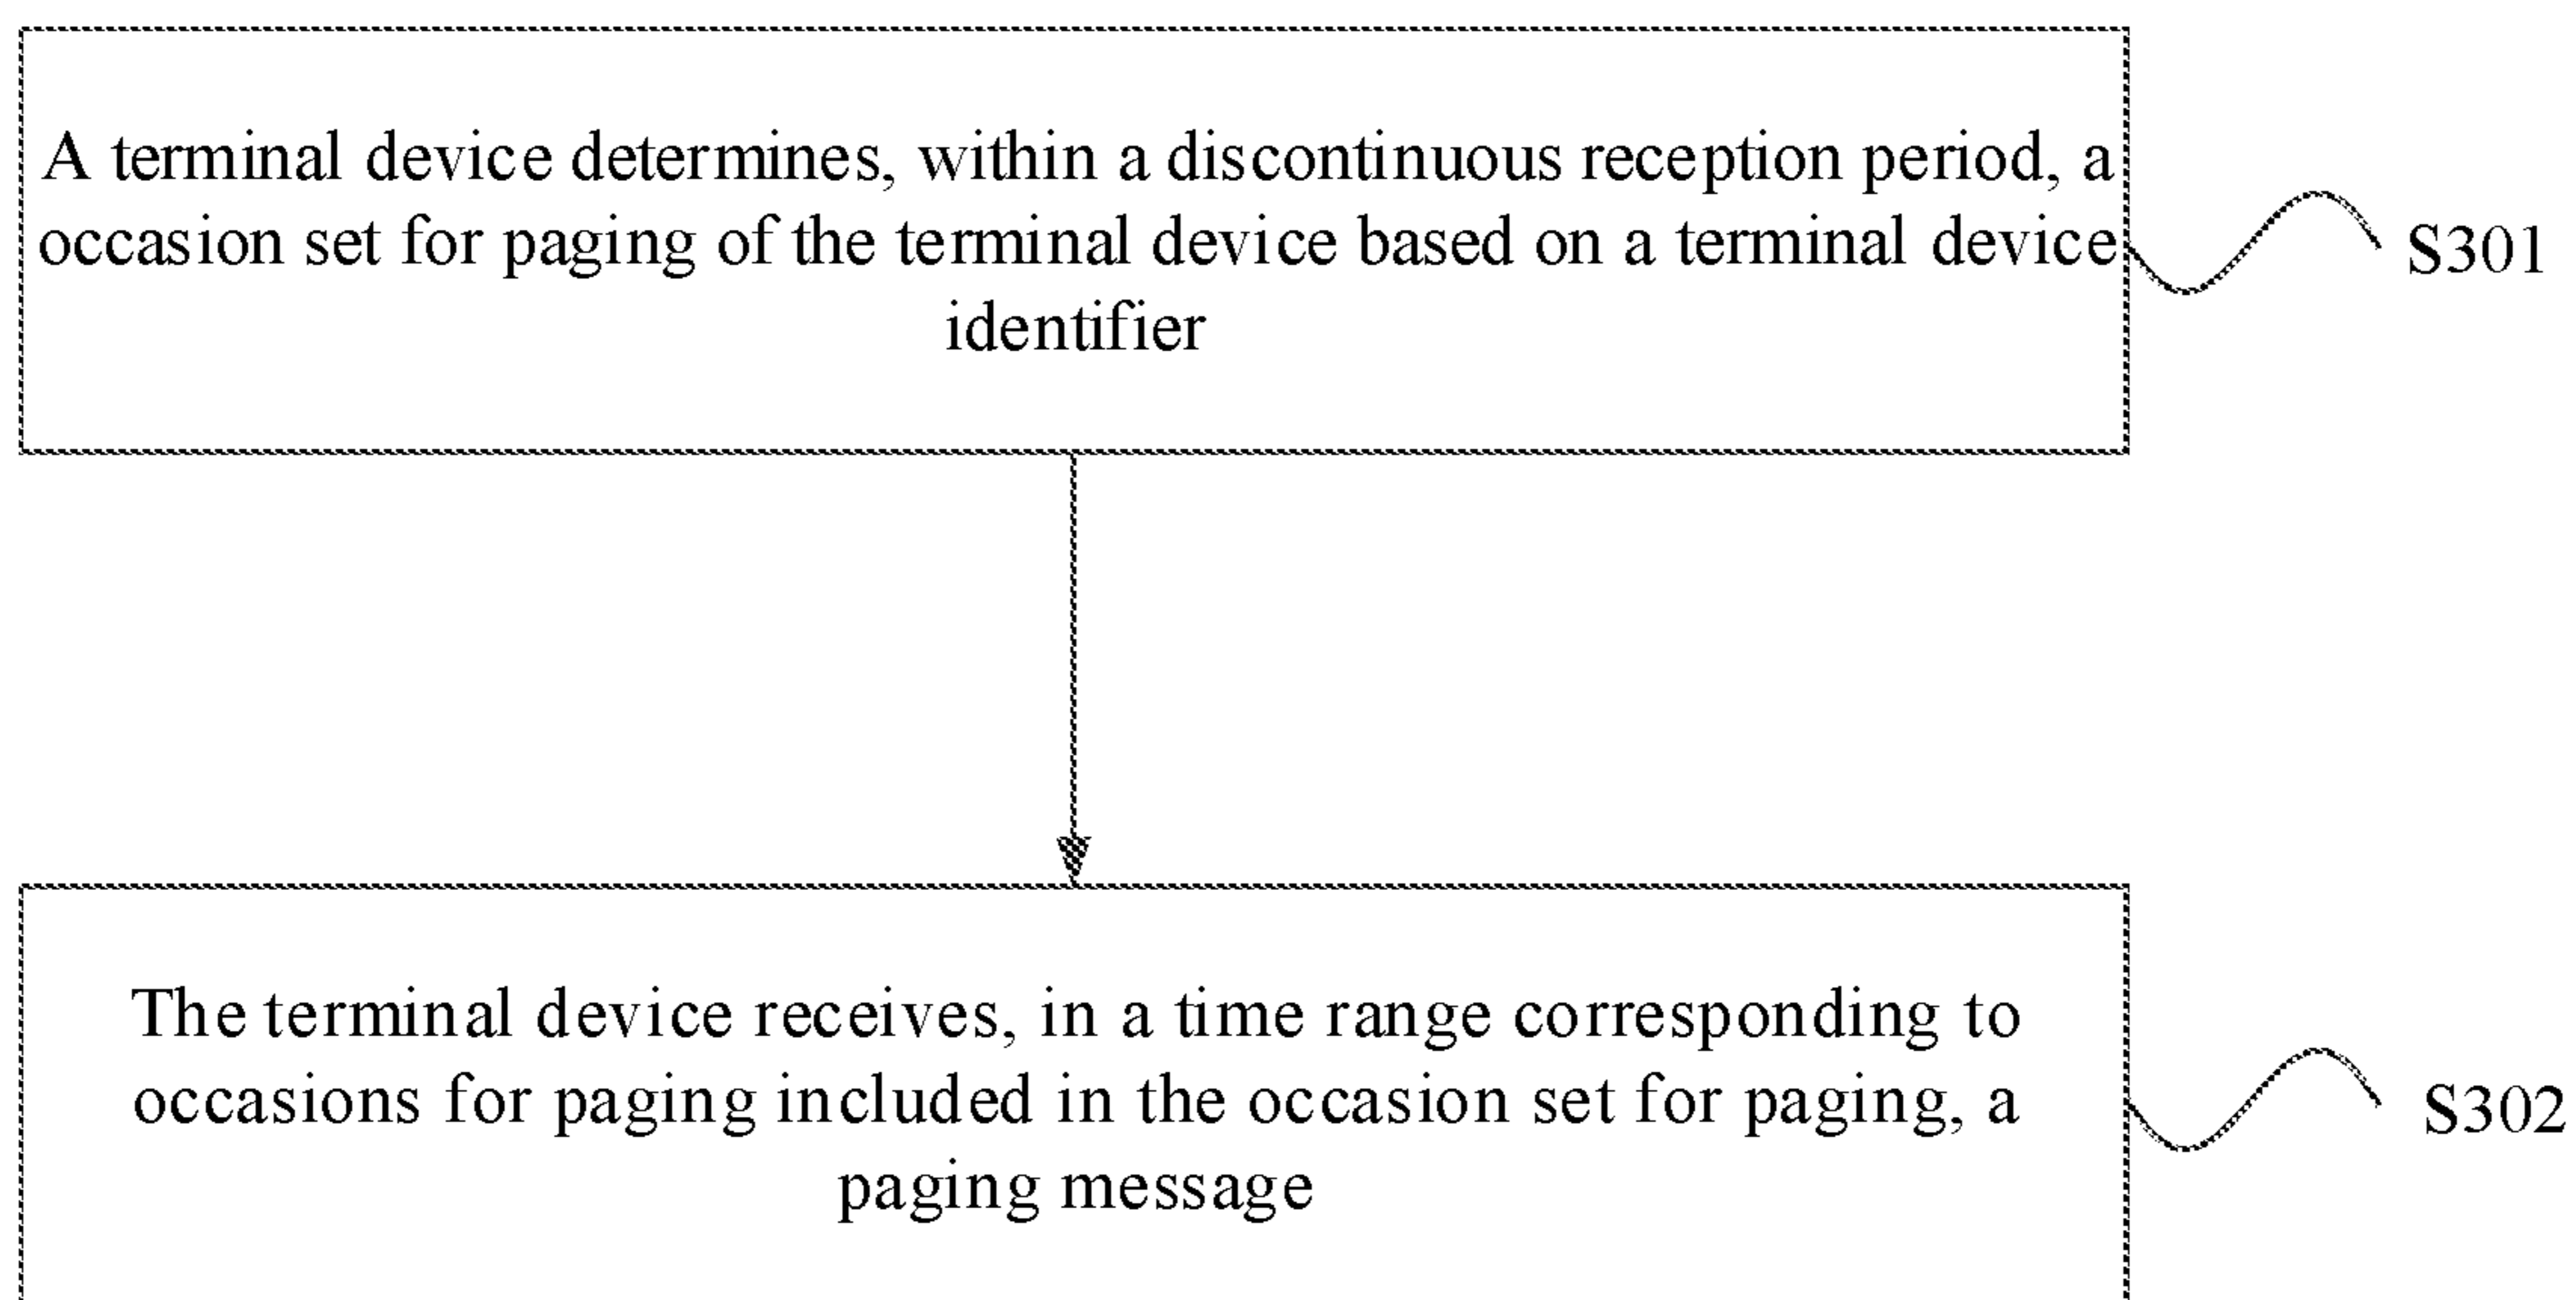 A terminal device determines, within a discontinuous reception period, a
occasion set for paging of the terminal device based on a terminal device
identifier
S301
The terminal device receives, in a time range corresponding to
occasions for paging included in the occasion set for paging, a
paging message
S302